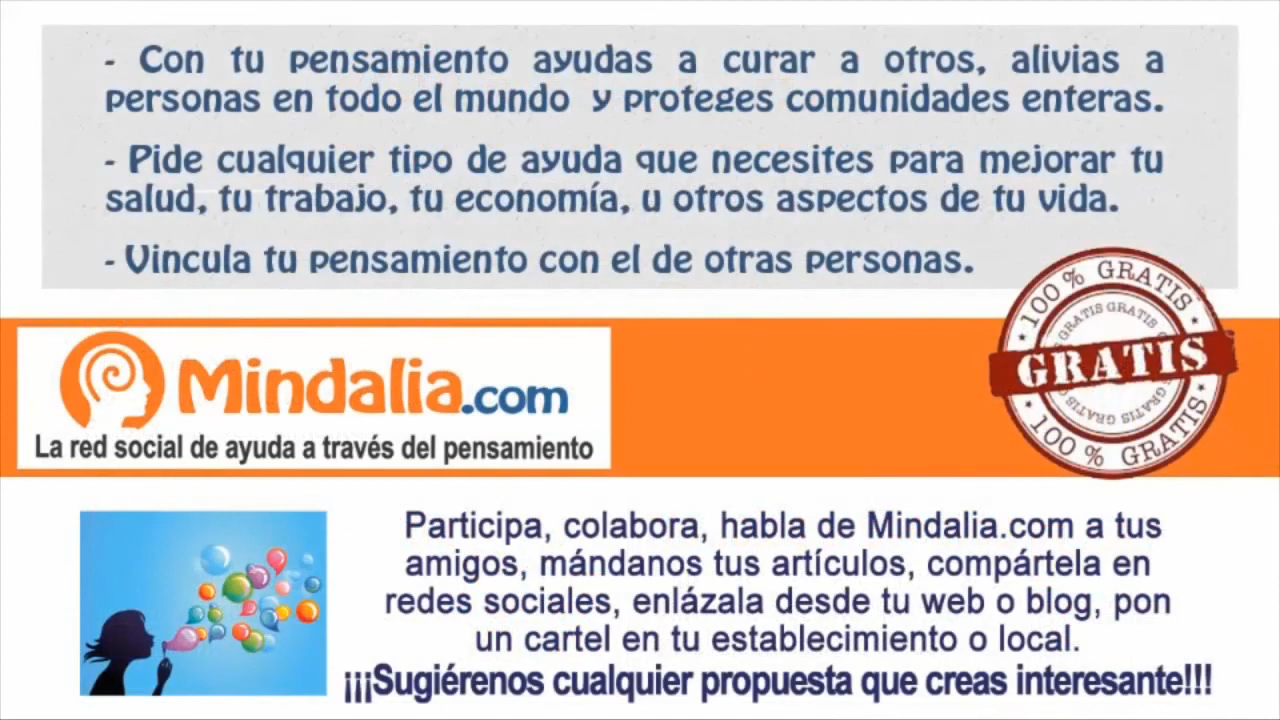 - Con tu pensamiento ayudas a curar a otros, alivias a
personas en todo el mundo y proteges comunidades enteras.
- Pide cualquier tipo de ayuda que necesites para mejorar tu
salud, tu trabajo, tu economía, u otros aspectos de tu vida.
- Vincula tu pensamiento con el de otras personas.
100 % GRATIS
GRATIS GRATIS
GRATIS
GRATIS GRATIS
100 % GRATIS
Mindalia.com
La red social de ayuda a través del pensamiento
Participa, colabora, habla de Mindalia.com a tus
amigos, mándanos tus artículos, compártela en
redes sociales, enlázala desde tu web o blog, pon
un cartel en tu establecimiento o local.
¡¡¡Sugiérenos cualquier propuesta que creas interesante!!!